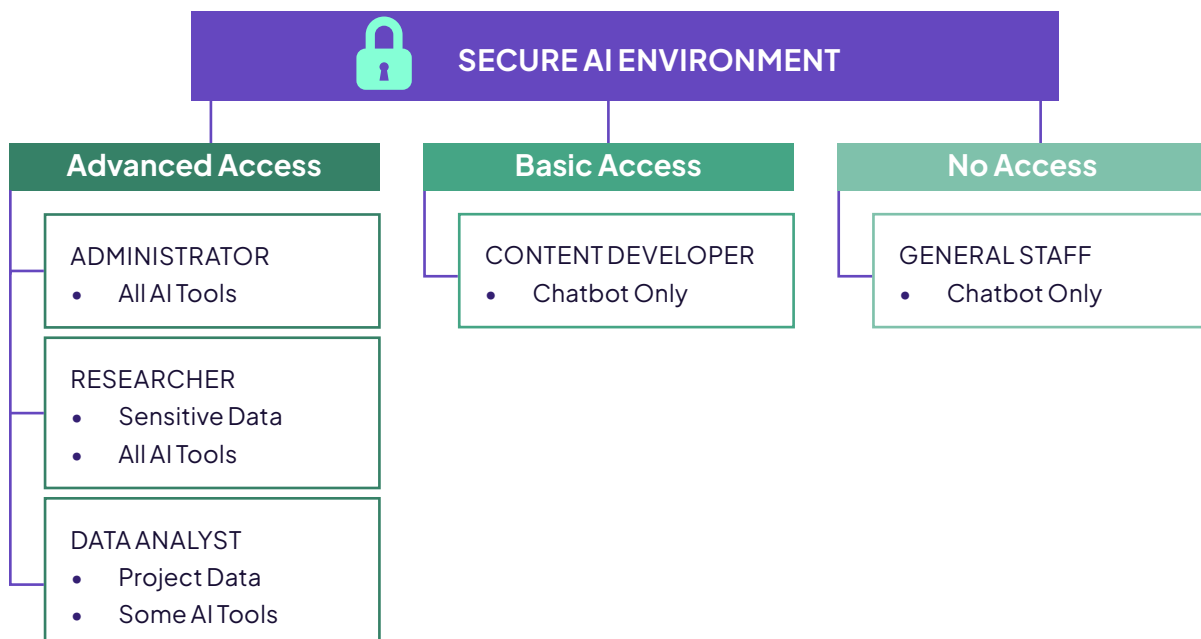 SECURE AI ENVIRONMENT
Advanced Access
ADMINISTRATOR
• All AI Tools
RESEARCHER
• Sensitive Data
• All AI Tools
DATA ANALYST
• Project Data
• Some AI Tools
Basic Access
CONTENT DEVELOPER
• Chatbot Only
No Access
GENERAL STAFF
• Chatbot Only